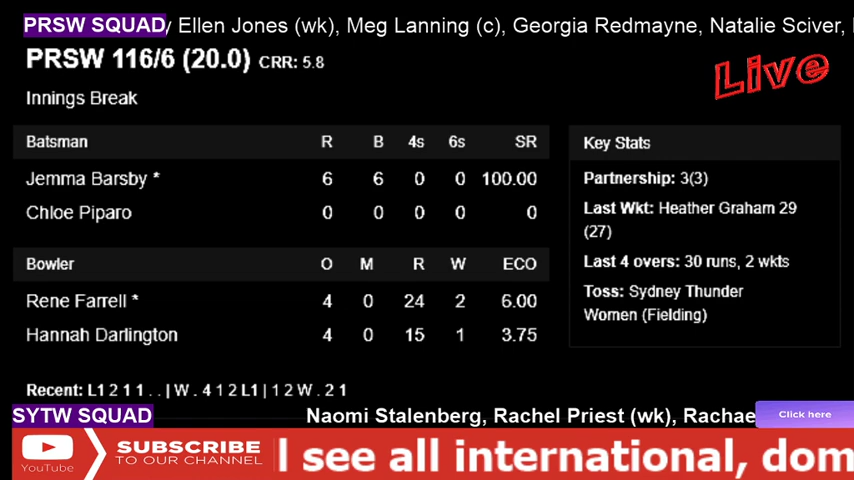 PRSW SQUAD y Ellen Jones (wk), Meg Lanning (c), Georgia Redmayne, Natalie Sciver,
PRSW 116/6 (20.0) CRR: 5.8
Live
Innings Break
Batsman R B 4s 6s SR
Jemma Barsby * 6 6 0 0 100.00
Chloe Piparo 0 0 0 0 0
Bowler O M R W ECO
Rene Farrell * 4 0 24 2 6.00
Hannah Darlington 4 0 15 1 3.75
Key Stats
Partnership: 3(3)
Last Wkt: Heather Graham 29
(27)
Last 4 overs: 30 runs, 2 wkts
Toss: Sydney Thunder
Women (Fielding)
Recent: L1 2 1 1 . . | W . 4 1 2 L1 | 1 2 W . 2 1
SYTW SQUAD Naomi Stalenberg, Rachel Priest (wk), Rachae
Click here
YouTube
SUBSCRIBE
TO OUR CHANNEL
I see all international, dom